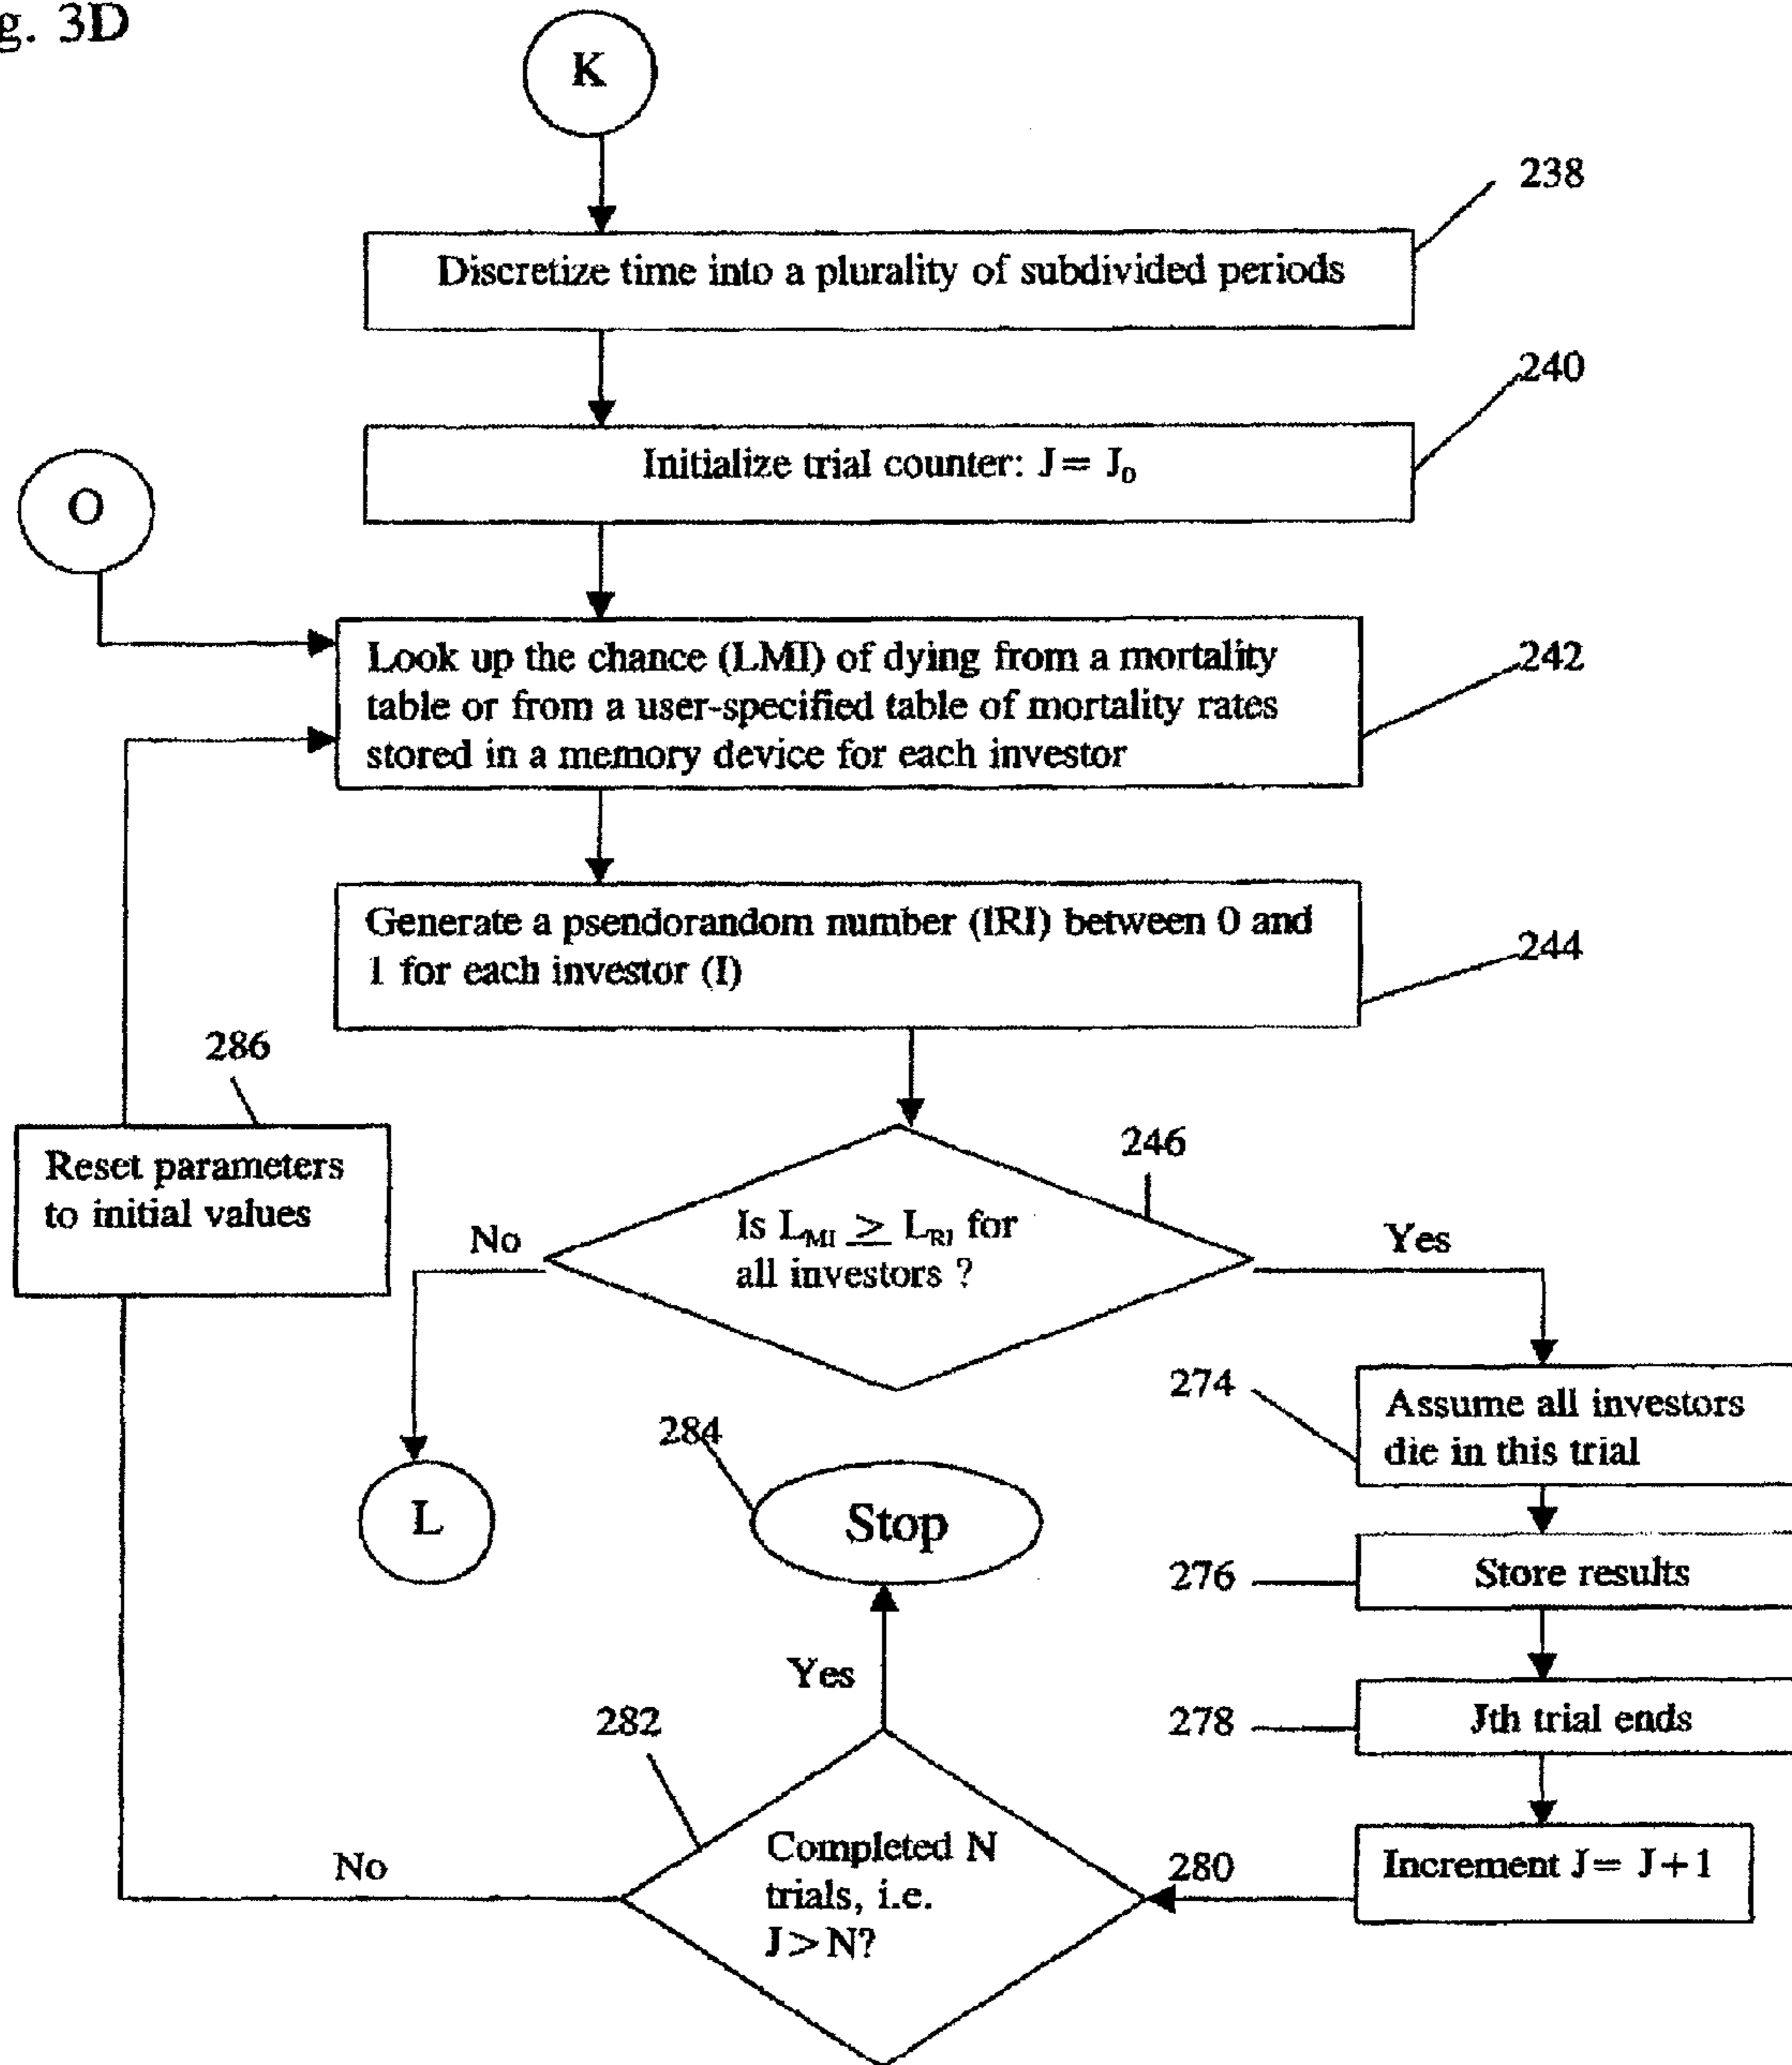 g. 3D
K
238
Discretize time into a plurality of subdivided periods
240
Initialize trial counter: J= J₀
O
Look up the chance (LMI) of dying from a mortality
table or from a user-specified table of mortality rates
stored in a memory device for each investor
242
Generate a psendorandom number (lRI) between 0 and
1 for each investor (I)
244
286
Reset parameters
to initial values
246
Is L_MI ≥ L_RI for
all investors ?
No
Yes
274
Assume all investors
die in this trial
284
L
Stop
276
Store results
Yes
282
278
Jth trial ends
Completed N
trials, i.e.
J>N?
No
280
Increment J= J+1